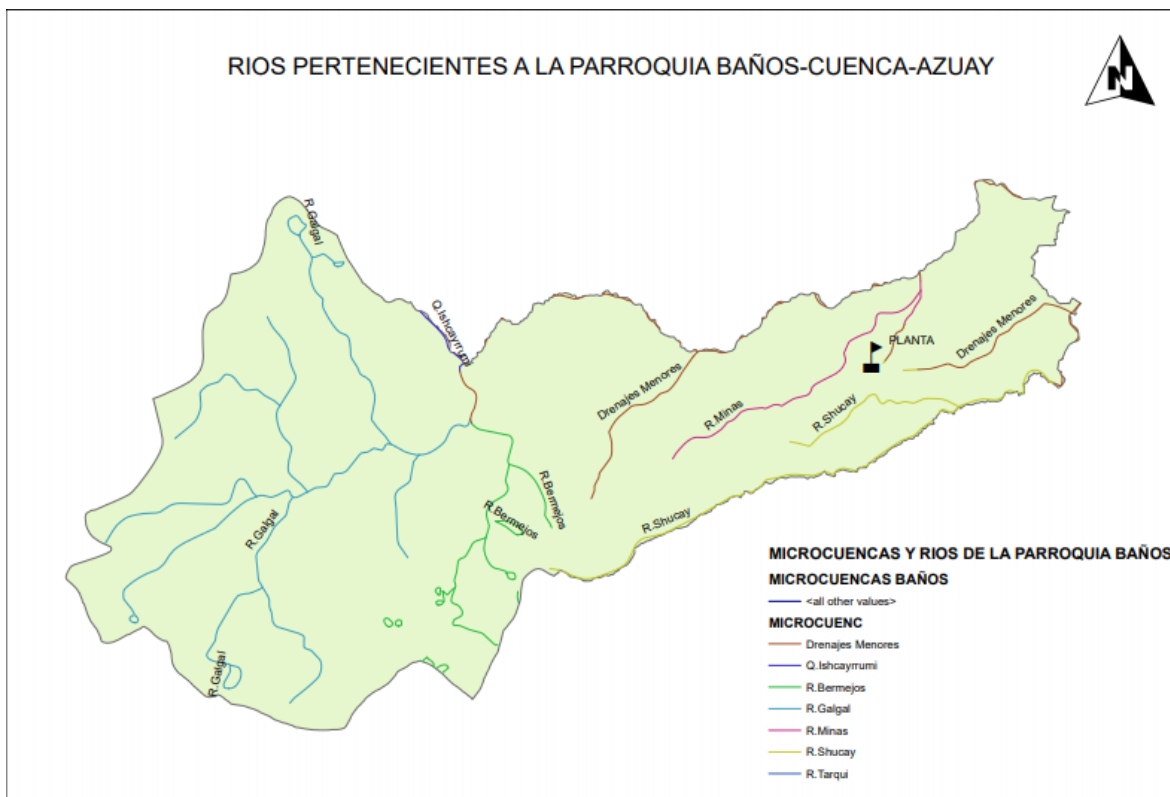 RIOS PERTENECIENTES A LA PARROQUIA BAÑOS-CUENCA-AZUAY
N
R.Galgal
Q.Ishcayrrumi
PLANTA
Drenajes Menores
Drenajes Menores
R.Minas
R.Shucay
R.Bermejos
R.Bermejos
R.Galgal
R.Shucay
R.Galgal
MICROCUENCAS Y RIOS DE LA PARROQUIA BAÑOS
MICROCUENCAS BAÑOS
<all other values>
MICROCUENC
Drenajes Menores
Q.Ishcayrrumi
R.Bermejos
R.Galgal
R.Minas
R.Shucay
R.Tarqui